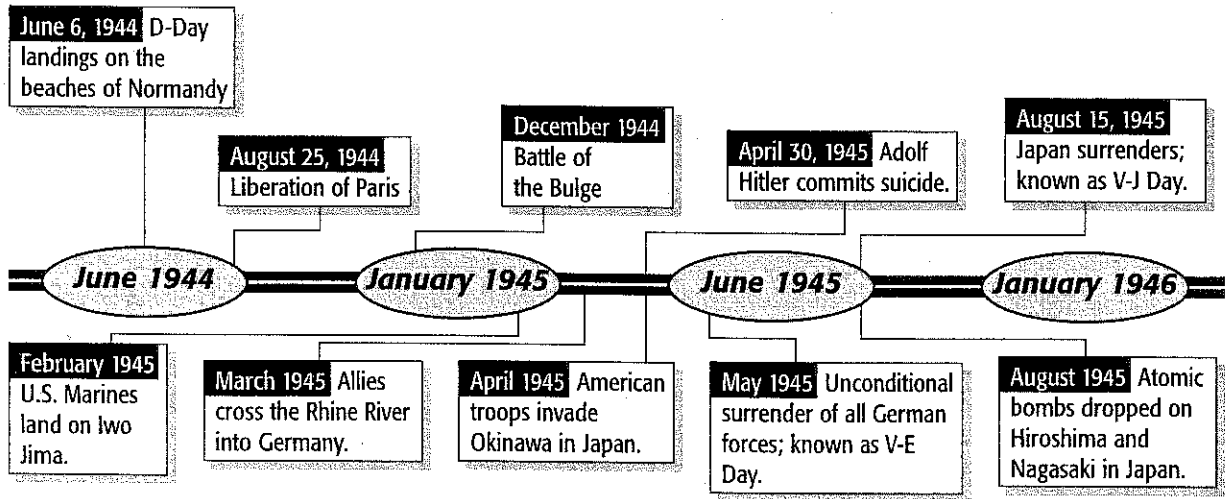 June 6, 1944 D-Day
landings on the
beaches of Normandy
August 25, 1944
Liberation of Paris
December 1944
Battle of
the Bulge
April 30, 1945 Adolf
Hitler commits suicide.
August 15, 1945
Japan surrenders;
known as V-J Day.
June 1944
January 1945
June 1945
January 1946
February 1945
U.S. Marines
land on Iwo
Jima.
March 1945 Allies
cross the Rhine River
into Germany.
April 1945 American
troops invade
Okinawa in Japan.
May 1945 Unconditional
surrender of all German
forces; known as V-E
Day.
August 1945 Atomic
bombs dropped on
Hiroshima and
Nagasaki in Japan.